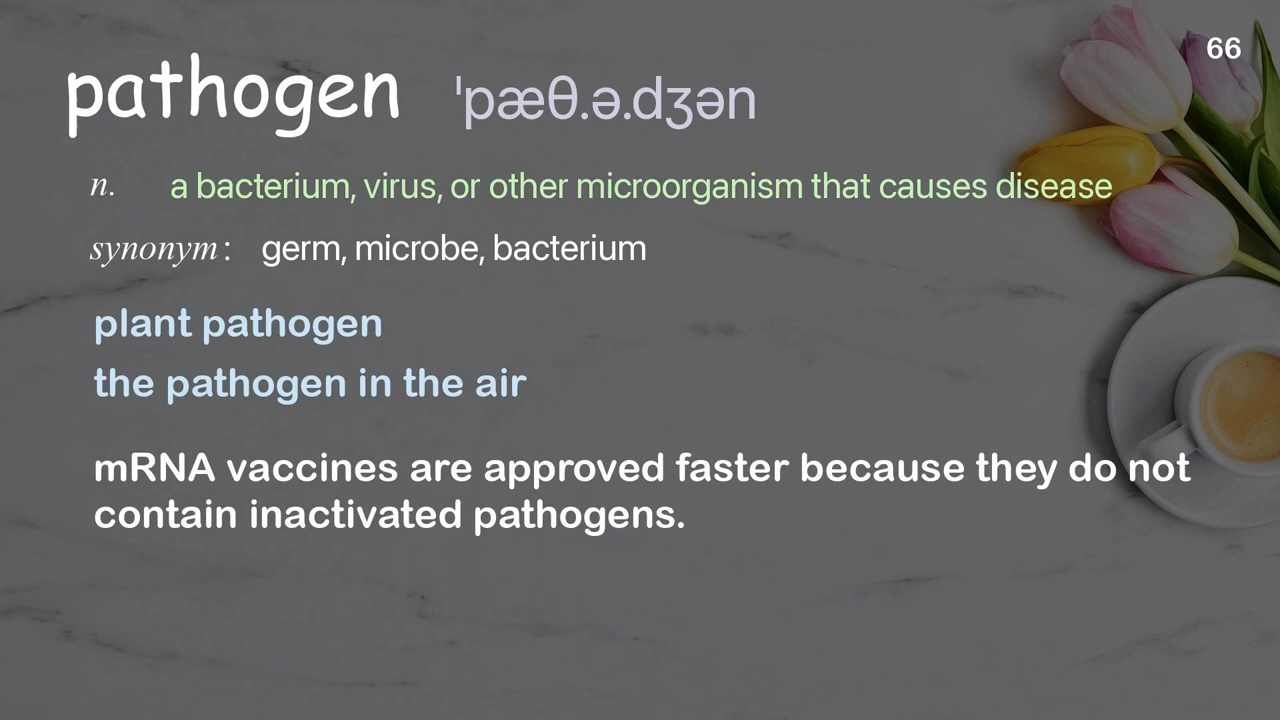 66
pathogen ˈpæθ.ə.dʒən
n. a bacterium, virus, or other microorganism that causes disease
synonym: germ, microbe, bacterium
plant pathogen
the pathogen in the air
mRNA vaccines are approved faster because they do not
contain inactivated pathogens.